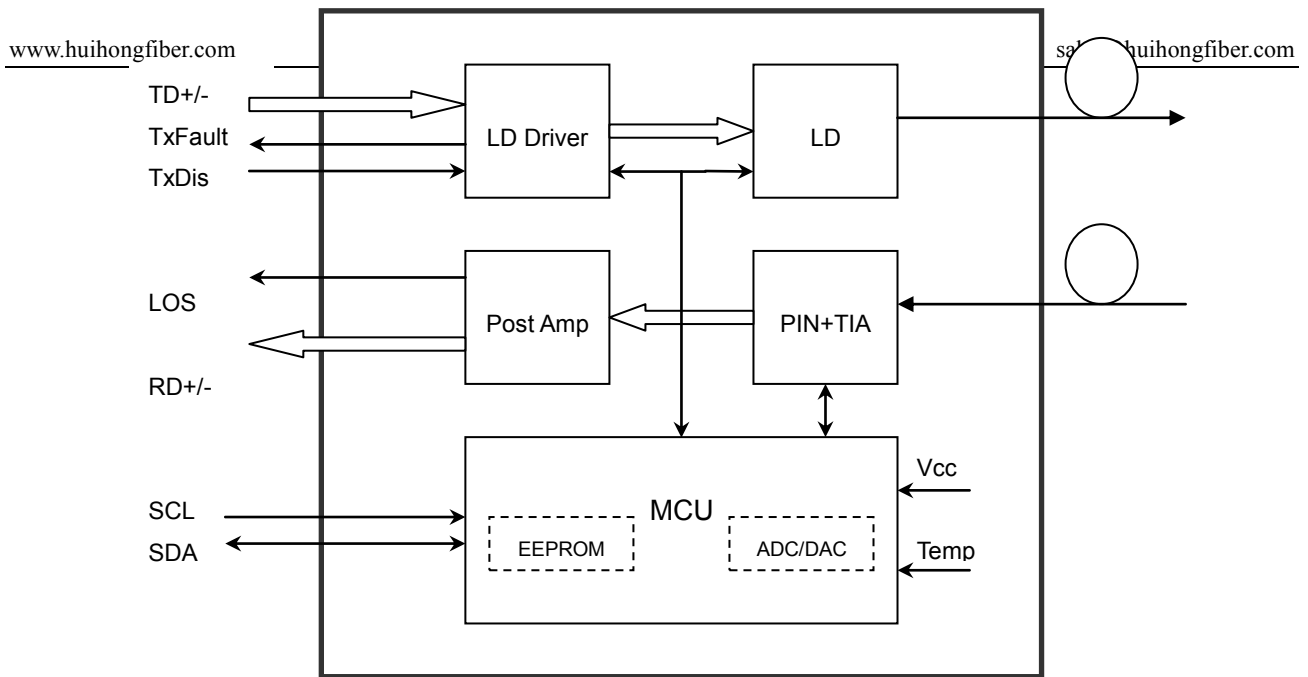 www.huihongfiber.com
huihongfiber.com
TD+/-
TxFault
TxDis
LD Driver
LD
LOS
RD+/-
Post Amp
PIN+TIA
SCL
SDA
MCU
EEPROM
ADC/DAC
Vcc
Temp